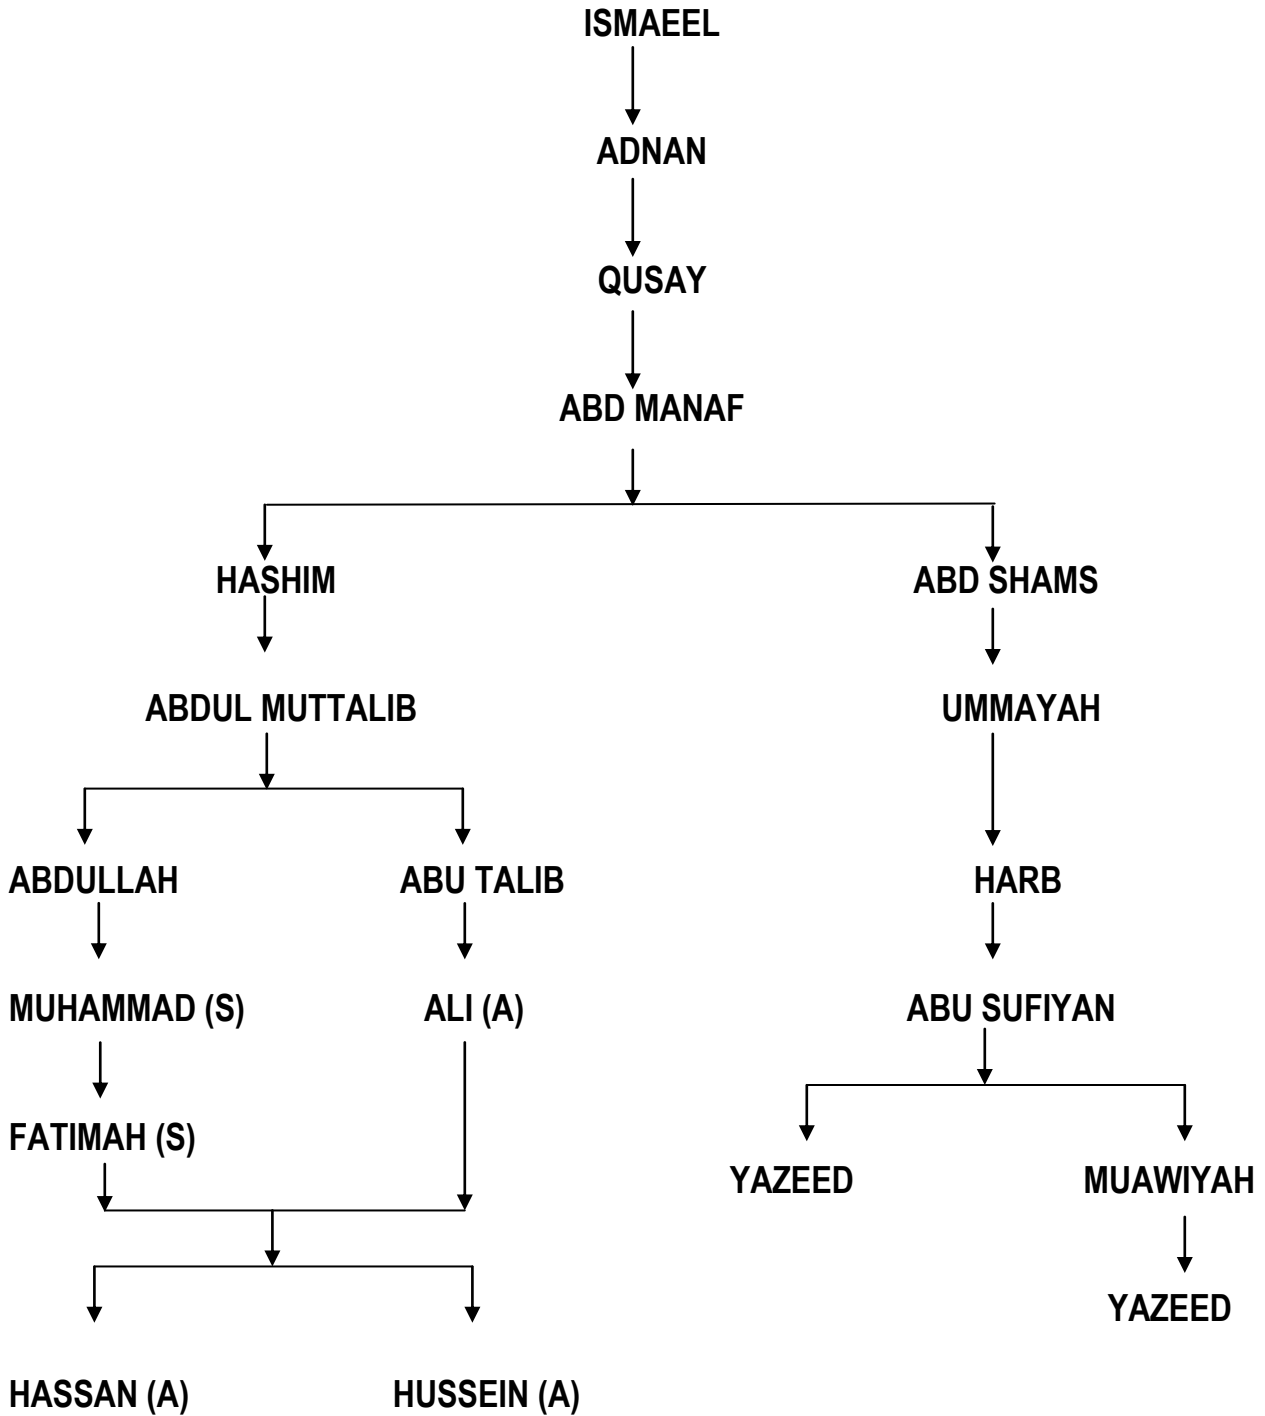 ISMAEEL
ADNAN
QUSAY
ABD MANAF
HASHIM ABD SHAMS
ABDUL MUTTALIB UMMAYAH
ABDULLAH ABU TALIB HARB
MUHAMMAD (S) ALI (A) ABU SUFIYAN
FATIMAH (S)
YAZEED MUAWIYAH
YAZEED
HASSAN (A) HUSSEIN (A)